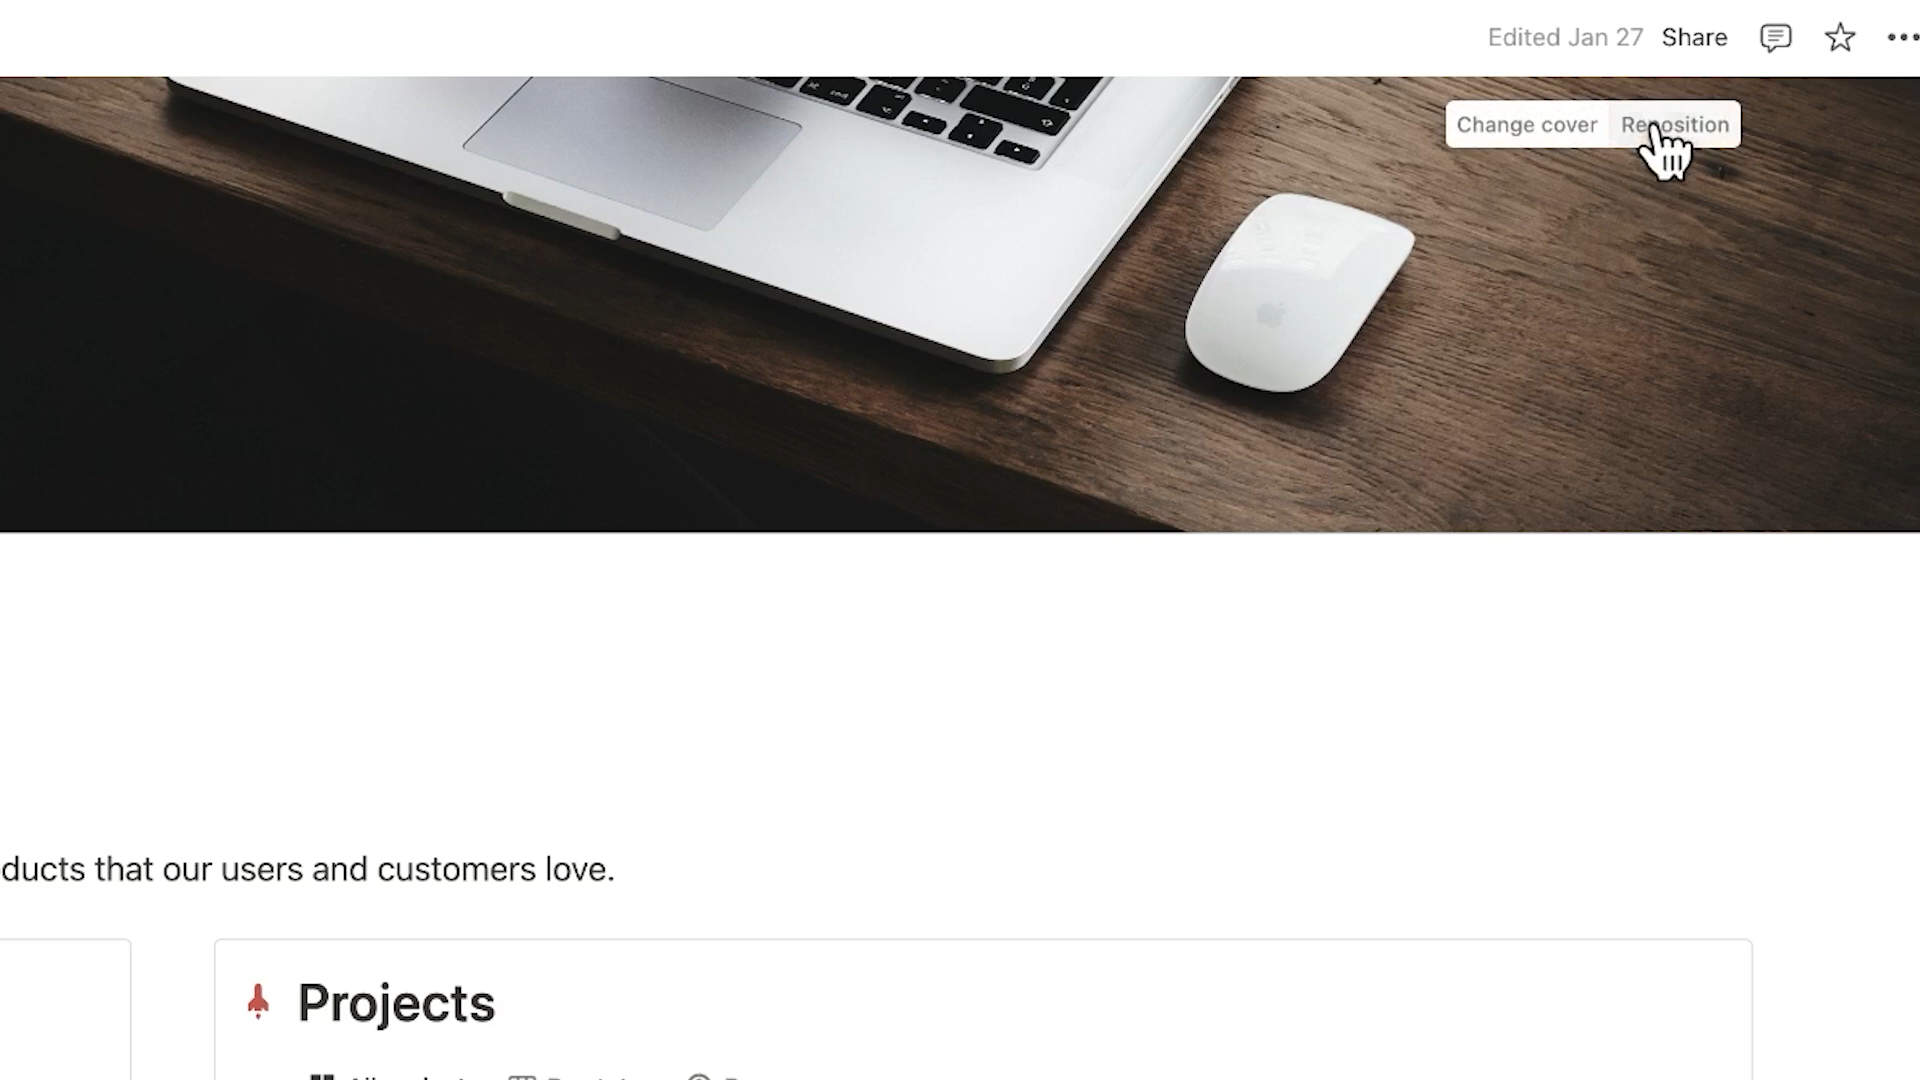 Edited Jan 27 Share
Change cover Reposition
ducts that our users and customers love.
Projects